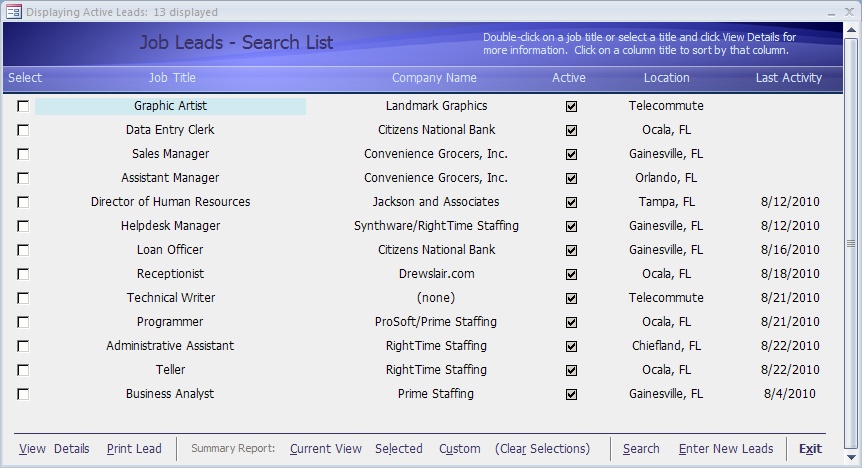 Displaying Active Leads: 13 displayed
Job Leads - Search List
Double-click on a job title or select a title and click View Details for
more information. Click on a column title to sort by that column.
Select Job Title Company Name Active Location Last Activity
Graphic Artist Landmark Graphics Telecommute
Data Entry Clerk Citizens National Bank Ocala, FL
Sales Manager Convenience Grocers, Inc. Gainesville, FL
Assistant Manager Convenience Grocers, Inc. Orlando, FL
Director of Human Resources Jackson and Associates Tampa, FL 8/12/2010
Helpdesk Manager Synthware/RightTime Staffing Gainesville, FL 8/12/2010
Loan Officer Citizens National Bank Gainesville, FL 8/16/2010
Receptionist Drewslair.com Ocala, FL 8/18/2010
Technical Writer (none) Telecommute 8/21/2010
Programmer ProSoft/Prime Staffing Ocala, FL 8/21/2010
Administrative Assistant RightTime Staffing Chiefland, FL 8/22/2010
Teller RightTime Staffing Ocala, FL 8/22/2010
Business Analyst Prime Staffing Gainesville, FL 8/4/2010
View Details Print Lead Summary Report: Current View Selected Custom (Clear Selections) Search Enter New Leads Exit